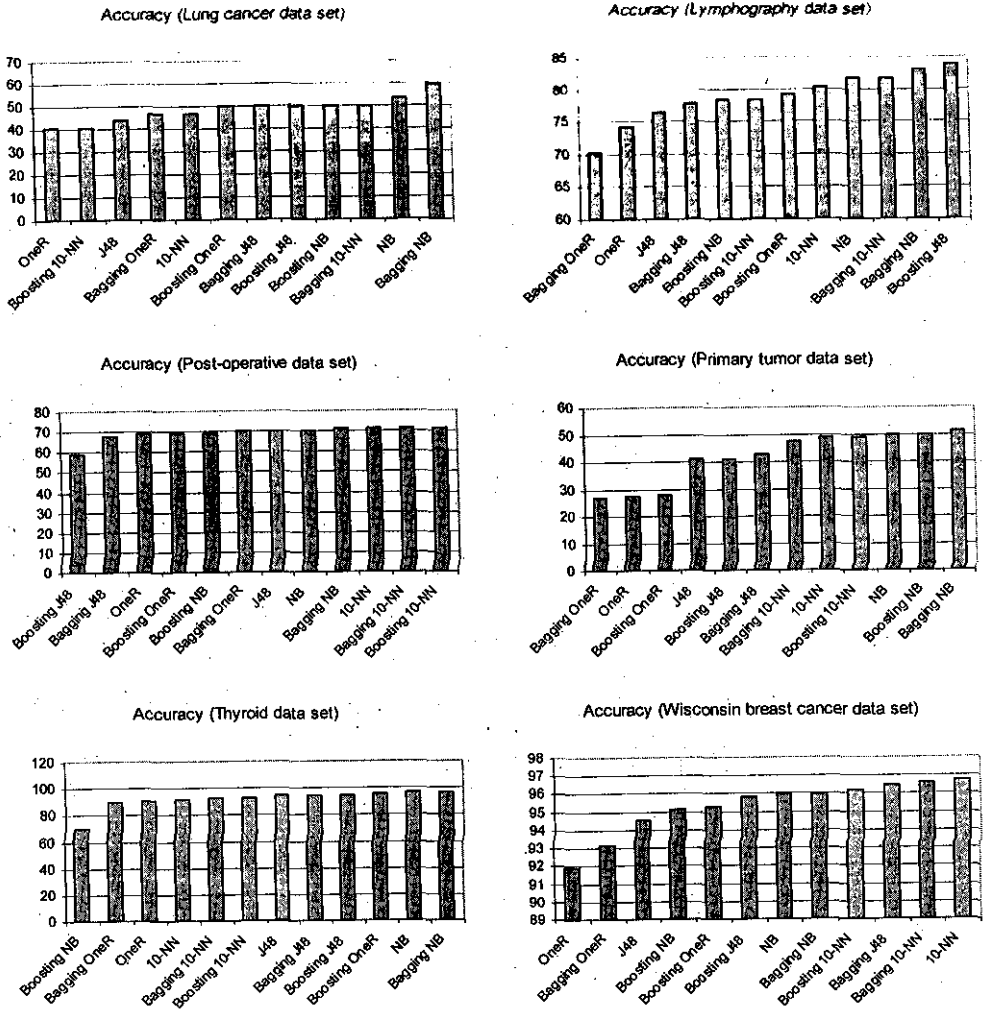 Accuracy (Lung cancer data set)
70
60
50
40
30
20
10
0
OneR
Boosting 10-NN
J48
Bagging OneR
10-NN
Boosting OneR
Bagging J48
Boosting J48
Boosting NB
Bagging 10-NN
NB
Bagging NB
Accuracy (Lymphography data set)
85
80
75
70
65
60
Bagging OneR
OneR
J48
Bagging J48
Boosting NB
Boosting 10-NN
Boosting OneR
10-NN
NB
Bagging 10-NN
Bagging NB
Boosting J48
Accuracy (Post-operative data set)
80
70
60
50
40
30
20
10
0
Boosting J48
Bagging J48
OneR
Boosting OneR
Boosting NB
Bagging OneR
J48
NB
Bagging NB
10-NN
Bagging 10-NN
Boosting 10-NN
Accuracy (Primary tumor data set)
60
50
40
30
20
10
0
Bagging OneR
OneR
Boosting OneR
J48
Boosting J48
Bagging J48
Bagging 10-NN
10-NN
Boosting 10-NN
NB
Boosting NB
Bagging NB
Accuracy (Thyroid data set)
120
100
80
60
40
20
0
Boosting NB
Bagging OneR
OneR
10-NN
Bagging 10-NN
Boosting 10-NN
J48
Bagging J48
Boosting J48
Boosting OneR
NB
Bagging NB
Accuracy (Wisconsin breast cancer data set)
98
97
96
95
94
93
92
91
90
89
OneR
Bagging OneR
J48
Boosting NB
Boosting OneR
Boosting J48
NB
Bagging NB
Boosting 10-NN
Bagging J48
Bagging 10-NN
10-NN